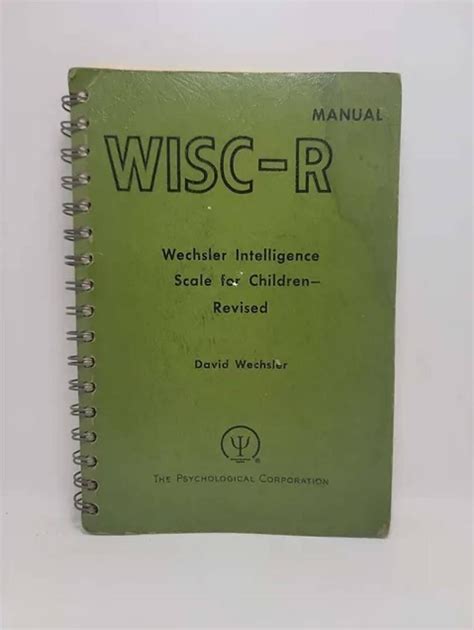 MANUAL
WISC-R
Wechsler Intelligence
Scale for Children—
Revised
David Wechsler
THE PSYCHOLOGICAL CORPORATION